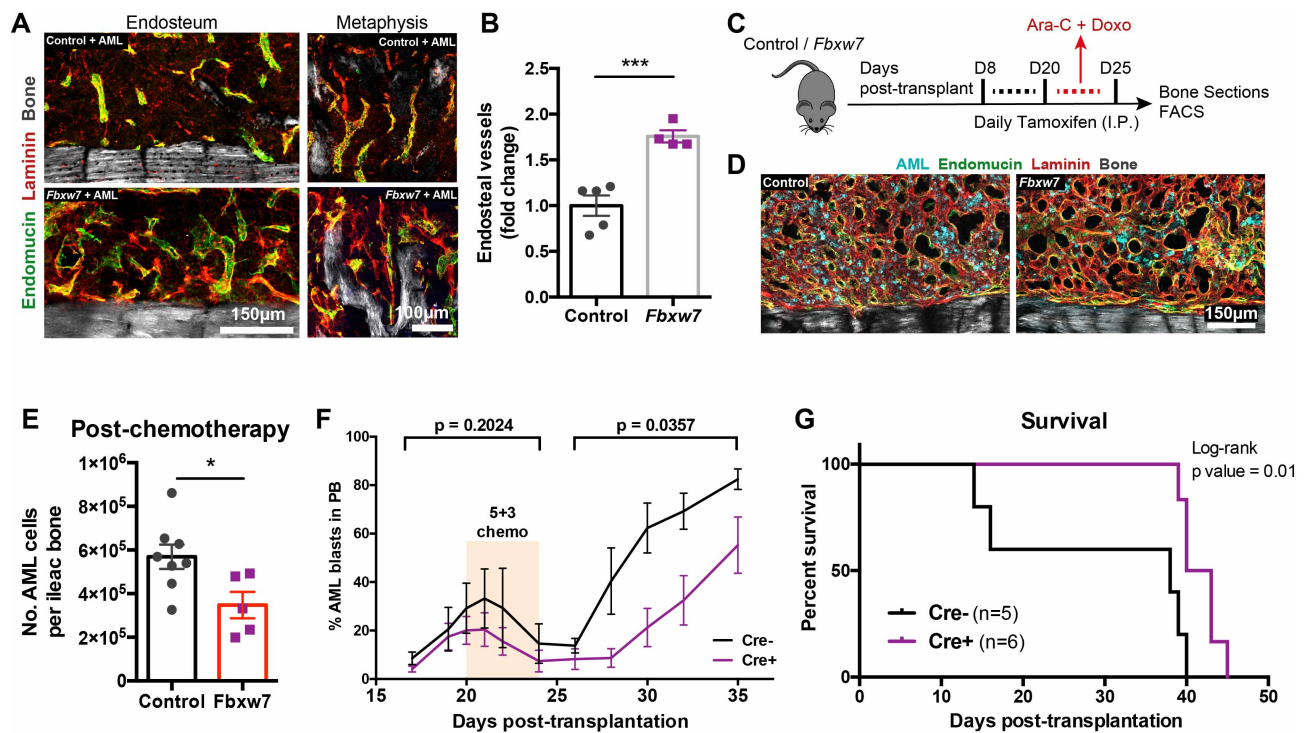 A
Endosteum
Metaphysis
Control + AML
Control + AML
Fbxw7 + AML
Fbxw7 + AML
Endomucin Laminin Bone
150µm
100µm
B
***
Endosteal vessels
(fold change)
2.5
2.0
1.5
1.0
0.5
0.0
Control
Fbxw7
C
Ara-C + Doxo
Control / Fbxw7
Days
post-transplant
D8
D20
D25
Daily Tamoxifen (I.P.)
Bone Sections
FACS
D
AML Endomucin Laminin Bone
Control
Fbxw7
150µm
E
Post-chemotherapy
*
No. AML cells
per ileac bone
1×10⁶
8×10⁵
6×10⁵
4×10⁵
2×10⁵
0
Control
Fbxw7
F
p = 0.2024
p = 0.0357
5+3
chemo
% AML blasts in PB
100
80
60
40
20
0
15
20
25
30
35
Cre-
Cre+
Days post-transplantation
G
Survival
Log-rank
p value = 0.01
Percent survival
100
50
0
Cre- (n=5)
Cre+ (n=6)
0
10
20
30
40
50
Days post-transplantation